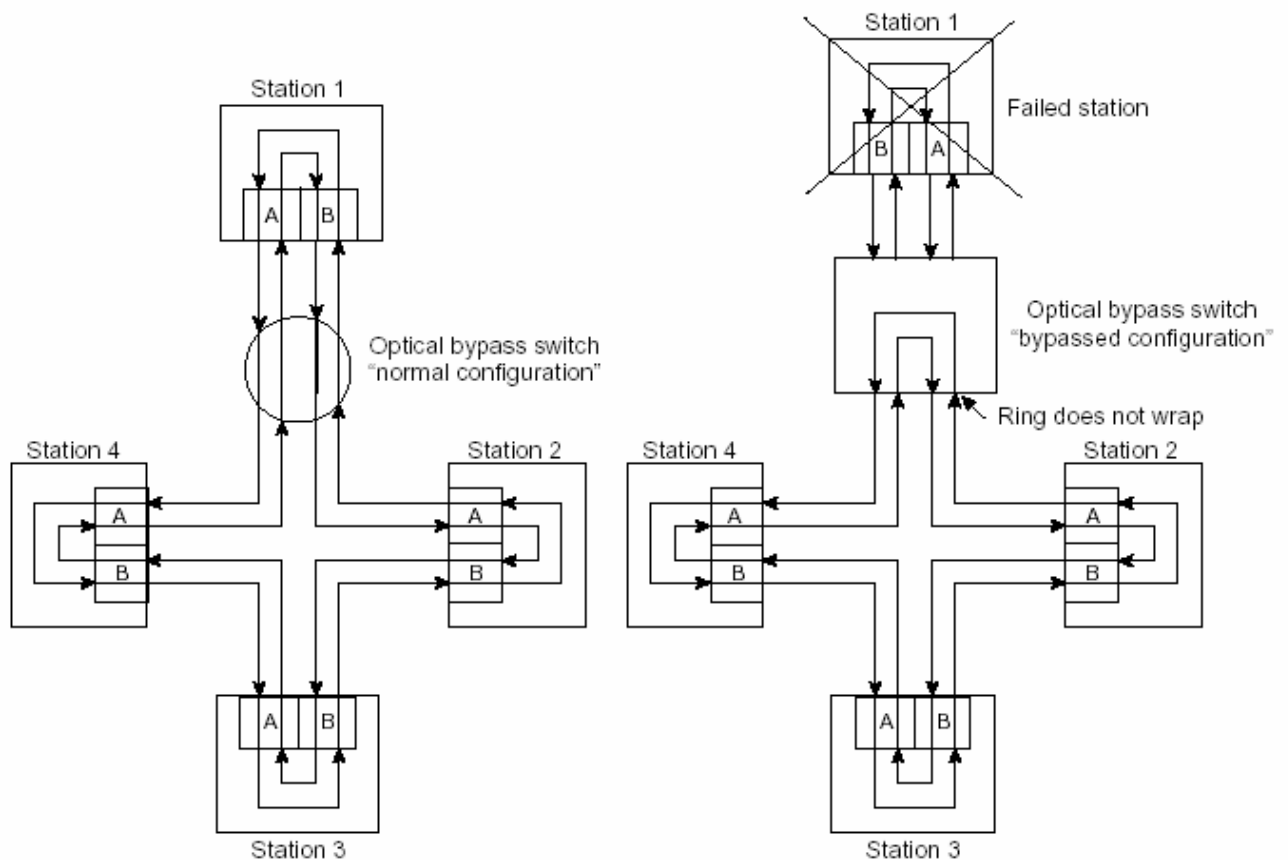 Station 1
A B
Optical bypass switch
“normal configuration”
Station 4
A
B
Station 2
A
B
A B
Station 3
Station 1
Failed station
B A
Optical bypass switch
“bypassed configuration”
Ring does not wrap
Station 4
A
B
Station 2
A
B
A B
Station 3